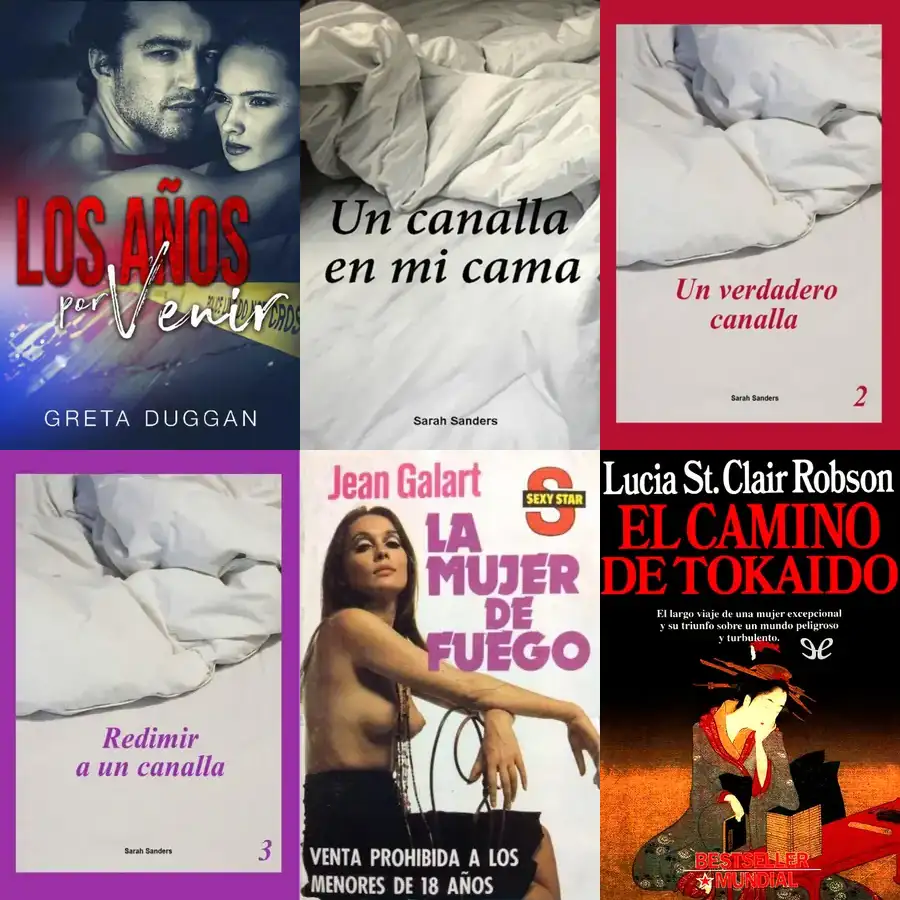 LOS AÑOS
por Venir
GRETA DUGGAN
Un canalla
en mi cama
Sarah Sanders
Un verdadero
canalla
Sarah Sanders
2
Redimir
a un canalla
Sarah Sanders
3
Jean Galart
S
SEXY STAR
LA
MUJER
DE
FUEGO
VENTA PROHIBIDA A LOS
MENORES DE 18 AÑOS
Lucia St. Clair Robson
EL CAMINO
DE TOKAIDO
El largo viaje de una mujer excepcional
y su triunfo sobre un mundo peligroso
y turbulento.
BESTSELLER
MUNDIAL